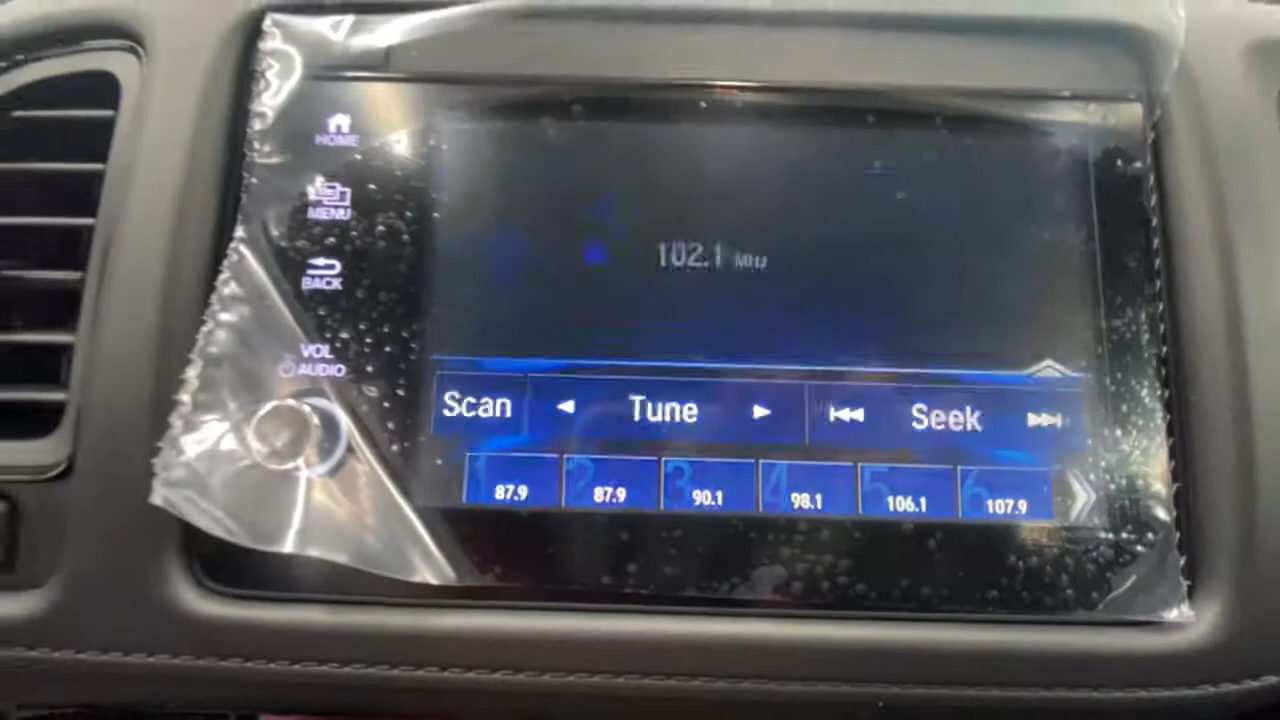 HOME
MENU
BACK
VOL
AUDIO
102.1 MHz
Scan
Tune
Seek
1 87.9
2 87.9
3 90.1
4 98.1
5 106.1
6 107.9